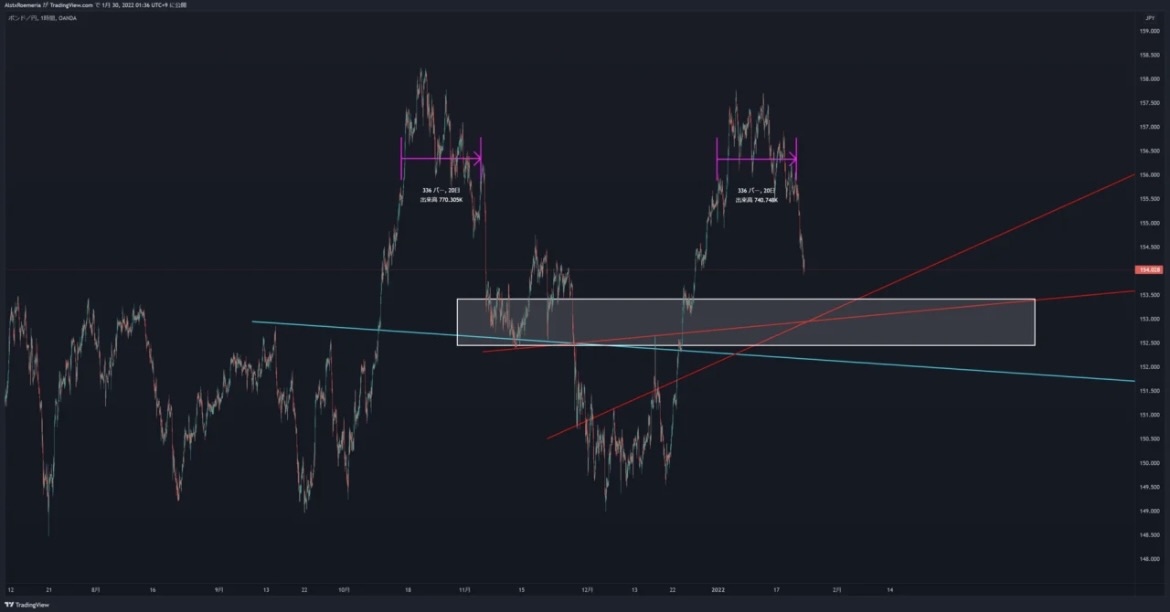 AlstxRoemeria が TradingView.com で 1月 30, 2022 01:36 UTC+9 に公開
ポンド／円, 1時間, OANDA
JPY
159.000
158.500
158.000
157.500
157.000
156.500
156.000
155.500
155.000
154.500
154.028
153.500
153.000
152.500
152.000
151.500
151.000
150.500
150.000
149.500
149.000
148.500
148.000
336 バー, 20日
出来高 770.305K
336 バー, 20日
出来高 740.748K
12 21 8月 16 9月 13 22 10月 18 11月 15 12月 13 22 2022 17 2月 14
TradingView